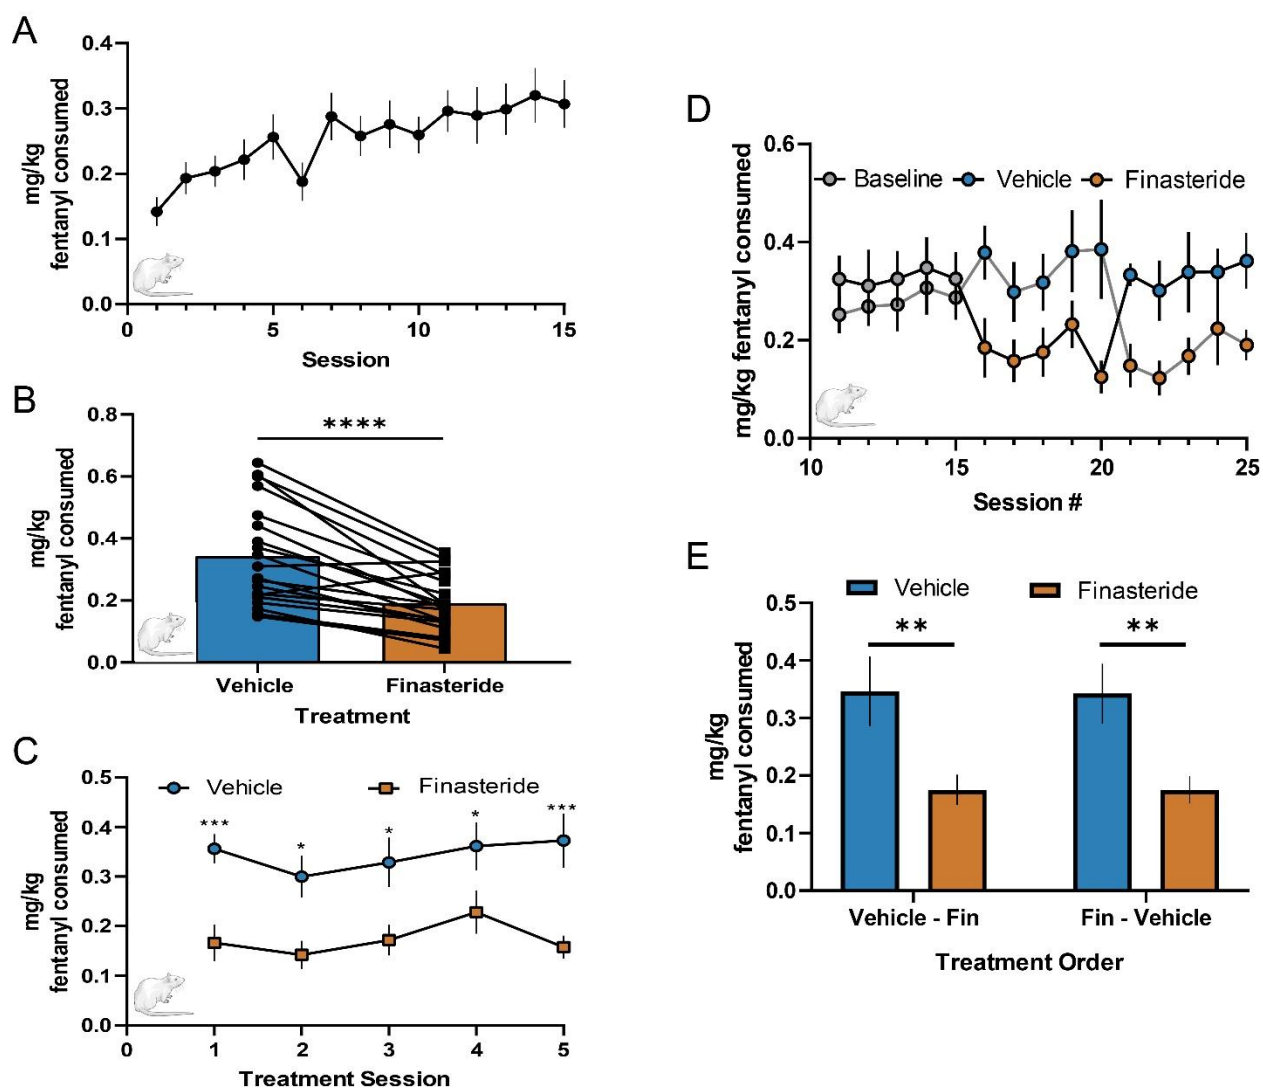 A
mg/kg
fentanyl consumed
0.4
0.3
0.2
0.1
0.0
0 5 10 15
Session
B
mg/kg
fentanyl consumed
0.8
0.6
0.4
0.2
0.0
****
Vehicle Finasteride
Treatment
C
mg/kg
fentanyl consumed
0.5
0.4
0.3
0.2
0.1
0.0
Vehicle Finasteride
*** * * * ***
0 1 2 3 4 5
Treatment Session
D
mg/kg fentanyl consumed
0.6
0.4
0.2
0.0
Baseline Vehicle Finasteride
10 15 20 25
Session #
E
mg/kg
fentanyl consumed
Vehicle Finasteride
0.5
0.4
0.3
0.2
0.1
0.0
** **
Vehicle - Fin Fin - Vehicle
Treatment Order